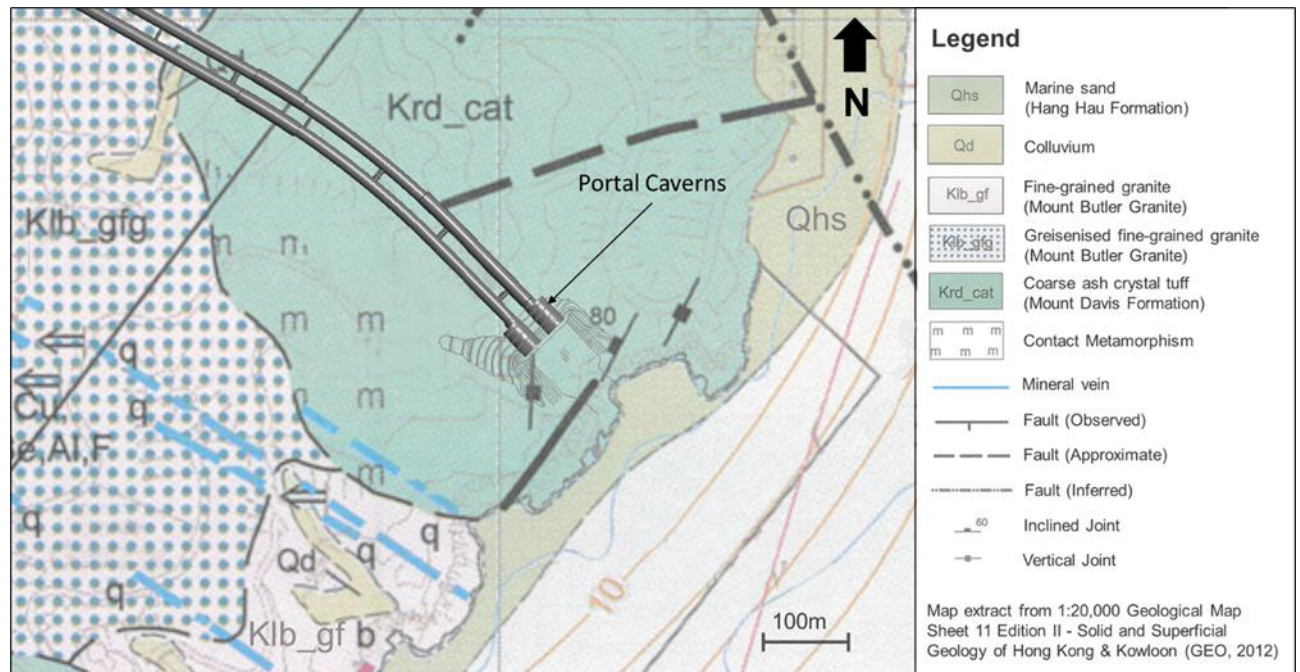 Krd_cat
N
Portal Caverns
Qhs
Klb_gfg
m
m
m
m
m
m
80
q
q
Cu,
e,Al,F
m
q
q
q
Qd
q
Klb_gf b
10
100m
Legend
Qhs Marine sand
(Hang Hau Formation)
Qd Colluvium
Klb_gf Fine-grained granite
(Mount Butler Granite)
Klb_gfg Greisenised fine-grained granite
(Mount Butler Granite)
Krd_cat Coarse ash crystal tuff
(Mount Davis Formation)
m m m Contact Metamorphism
m m m
Mineral vein
Fault (Observed)
Fault (Approximate)
Fault (Inferred)
60 Inclined Joint
Vertical Joint
Map extract from 1:20,000 Geological Map
Sheet 11 Edition II - Solid and Superficial
Geology of Hong Kong & Kowloon (GEO, 2012)